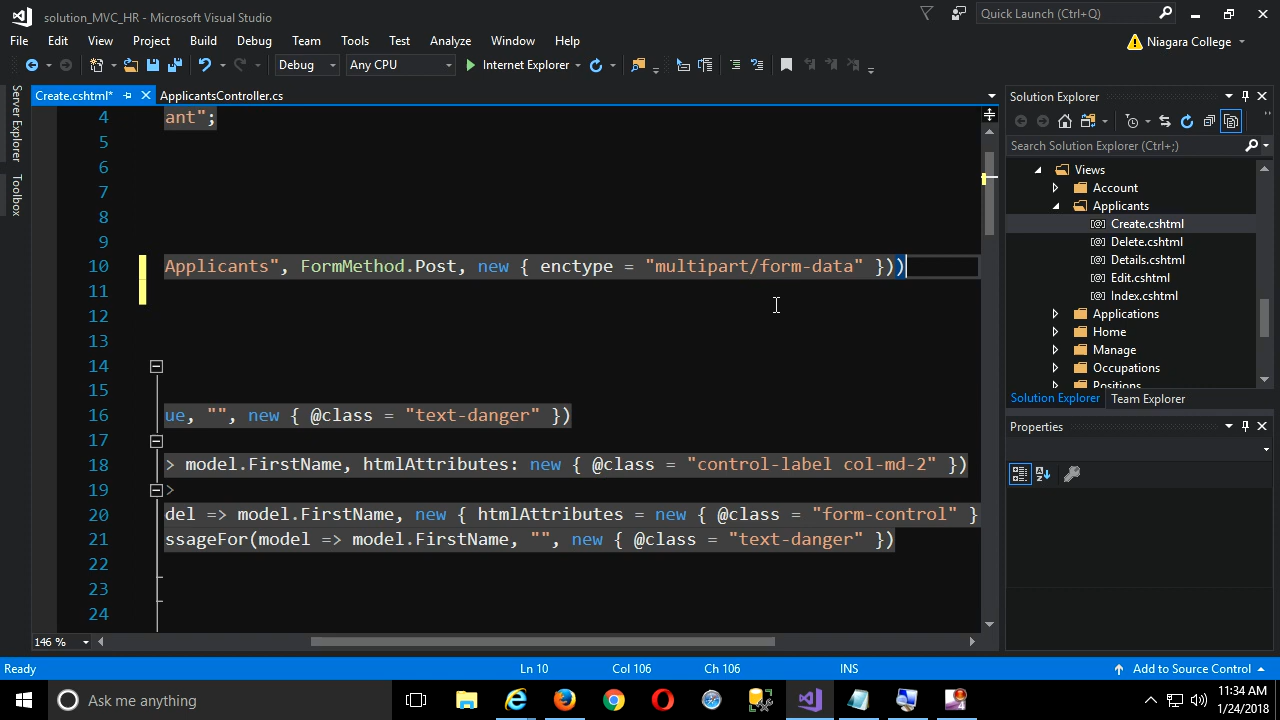 solution_MVC_HR - Microsoft Visual Studio
Quick Launch (Ctrl+Q)
File Edit View Project Build Debug Team Tools Test Analyze Window Help
Niagara College
Debug Any CPU Internet Explorer
Server Explorer
Toolbox
Create.cshtml* ApplicantsController.cs
4 ant";
5
6
7
8
9
10 Applicants", FormMethod.Post, new { enctype = "multipart/form-data" }))
11
12
13
14
15
16 ue, "", new { @class = "text-danger" })
17
18 > model.FirstName, htmlAttributes: new { @class = "control-label col-md-2" })
19 >
20 del => model.FirstName, new { htmlAttributes = new { @class = "form-control" }
21 ssageFor(model => model.FirstName, "", new { @class = "text-danger" })
22
23
24
146 %
Solution Explorer
Search Solution Explorer (Ctrl+;)
Views
Account
Applicants
Create.cshtml
Delete.cshtml
Details.cshtml
Edit.cshtml
Index.cshtml
Applications
Home
Manage
Occupations
Positions
Solution Explorer Team Explorer
Properties
Ready Ln 10 Col 106 Ch 106 INS Add to Source Control
Ask me anything
11:34 AM
1/24/2018